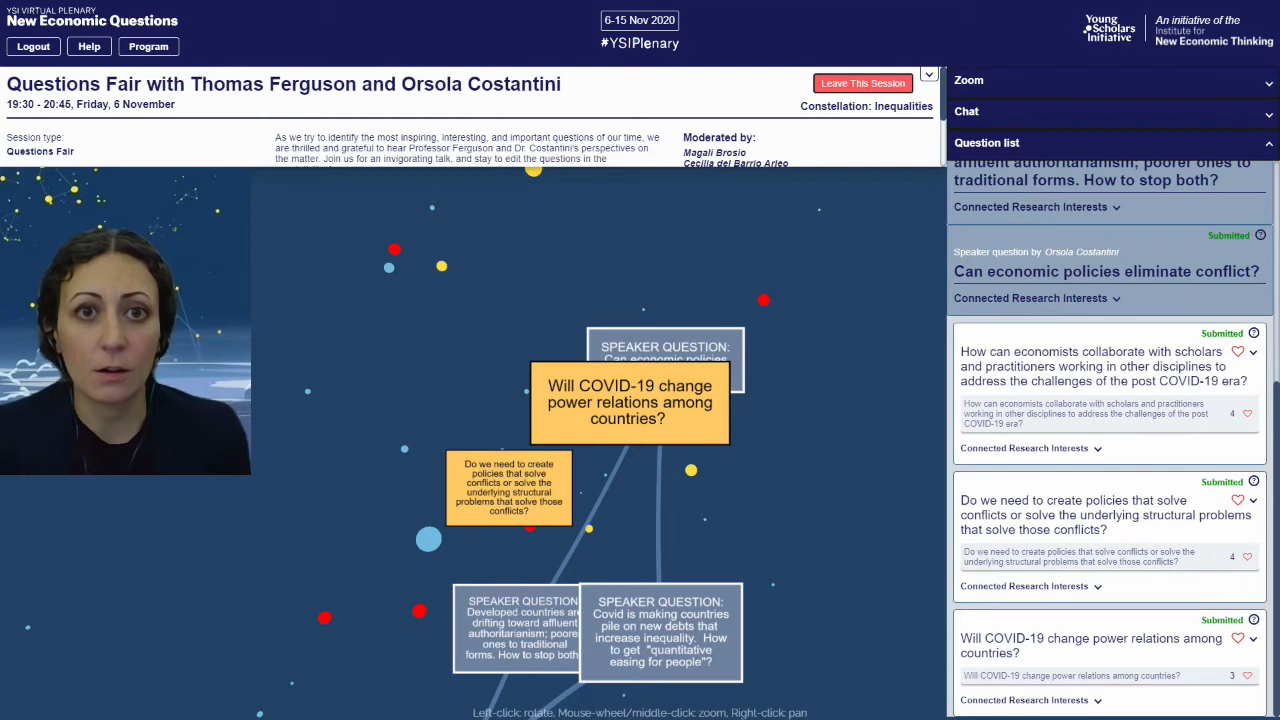 YSI VIRTUAL PLENARY
New Economic Questions
Logout
Help
Program
6-15 Nov 2020
#YSIPlenary
Young
Scholars
Initiative
An initiative of the
Institute for
New Economic Thinking
Questions Fair with Thomas Ferguson and Orsola Costantini
19:30 - 20:45, Friday, 6 November
Leave This Session
Constellation: Inequalities
Session type:
Questions Fair
As we try to identify the most inspiring, interesting, and important questions of our time, we
are thrilled and grateful to hear Professor Ferguson and Dr. Costantini's perspectives on
the matter. Join us for an invigorating talk, and stay to edit the questions in the
Moderated by:
Magali Brosio
Cecilia del Barrio Arleo
SPEAKER QUESTION:
Can economic policies
Will COVID-19 change
power relations among
countries?
Do we need to create
policies that solve
conflicts or solve the
underlying structural
problems that solve those
conflicts?
SPEAKER QUESTION
Developed countries are
drifting toward affluent
authoritarianism; poore
ones to traditional
forms. How to stop both
SPEAKER QUESTION:
Covid is making countries
pile on new debts that
increase inequality. How
to get "quantitative
easing for people"?
Left-click: rotate, Mouse-wheel/middle-click: zoom, Right-click: pan
Zoom
Chat
Question list
affluent authoritarianism; poorer ones to
traditional forms. How to stop both?
Connected Research Interests
Submitted
Speaker question by Orsola Costantini
Can economic policies eliminate conflict?
Connected Research Interests
Submitted
How can economists collaborate with scholars
and practitioners working in other disciplines to
address the challenges of the post COVID-19 era?
How can economists collaborate with scholars and practitioners
working in other disciplines to address the challenges of the post
COVID-19 era?
4
Connected Research Interests
Submitted
Do we need to create policies that solve
conflicts or solve the underlying structural problems
that solve those conflicts?
Do we need to create policies that solve conflicts or solve the
underlying structural problems that solve those conflicts?
4
Connected Research Interests
Submitted
Will COVID-19 change power relations among
countries?
Will COVID-19 change power relations among countries?
3
Connected Research Interests